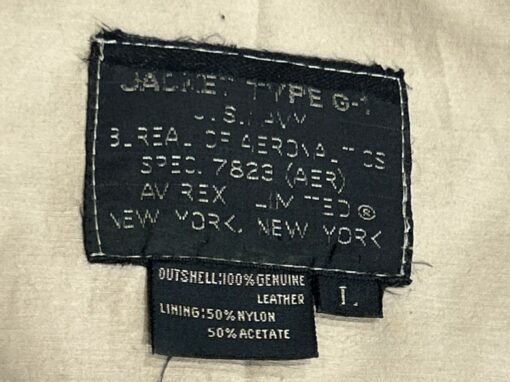 JACKET TYPE G-1
U.S. NAVY
BUREAU OF AERONAUTICS
SPEC. 7823 (AER)
AVIREX LIMITED ®
NEW YORK, NEW YORK
OUTSHELL:100% GENUINE
LEATHER
LINING:50% NYLON
50% ACETATE
L